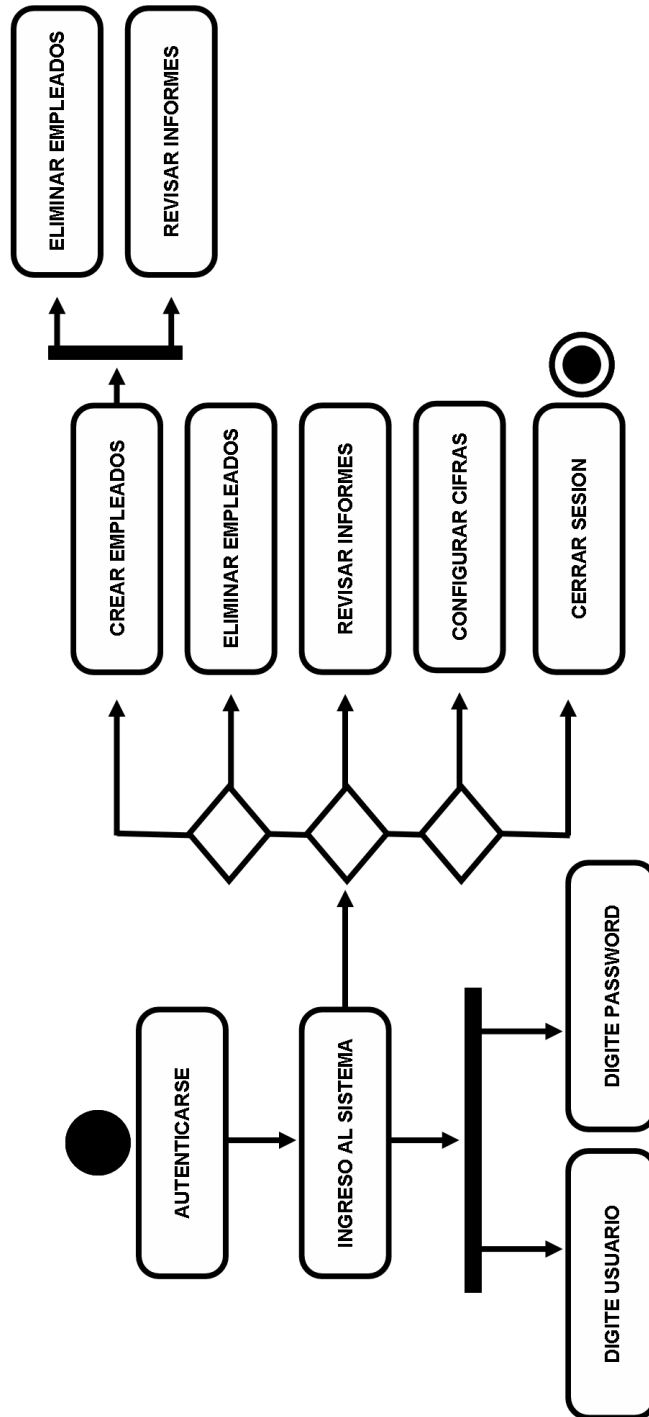 ELIMINAR EMPLEADOS
REVISAR INFORMES
CREAR EMPLEADOS
ELIMINAR EMPLEADOS
REVISAR INFORMES
CONFIGURAR CIFRAS
CERRAR SESION
AUTENTICARSE
INGRESO AL SISTEMA
DIGITE PASSWORD
DIGITE USUARIO